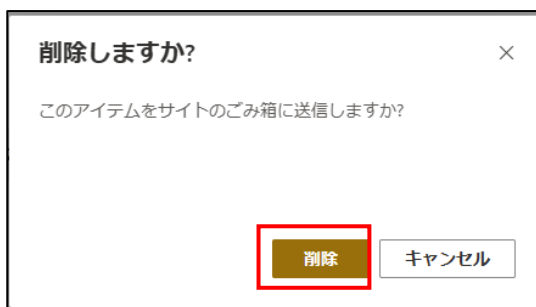 削除しますか?
このアイテムをサイトのごみ箱に送信しますか?
削除 キャンセル